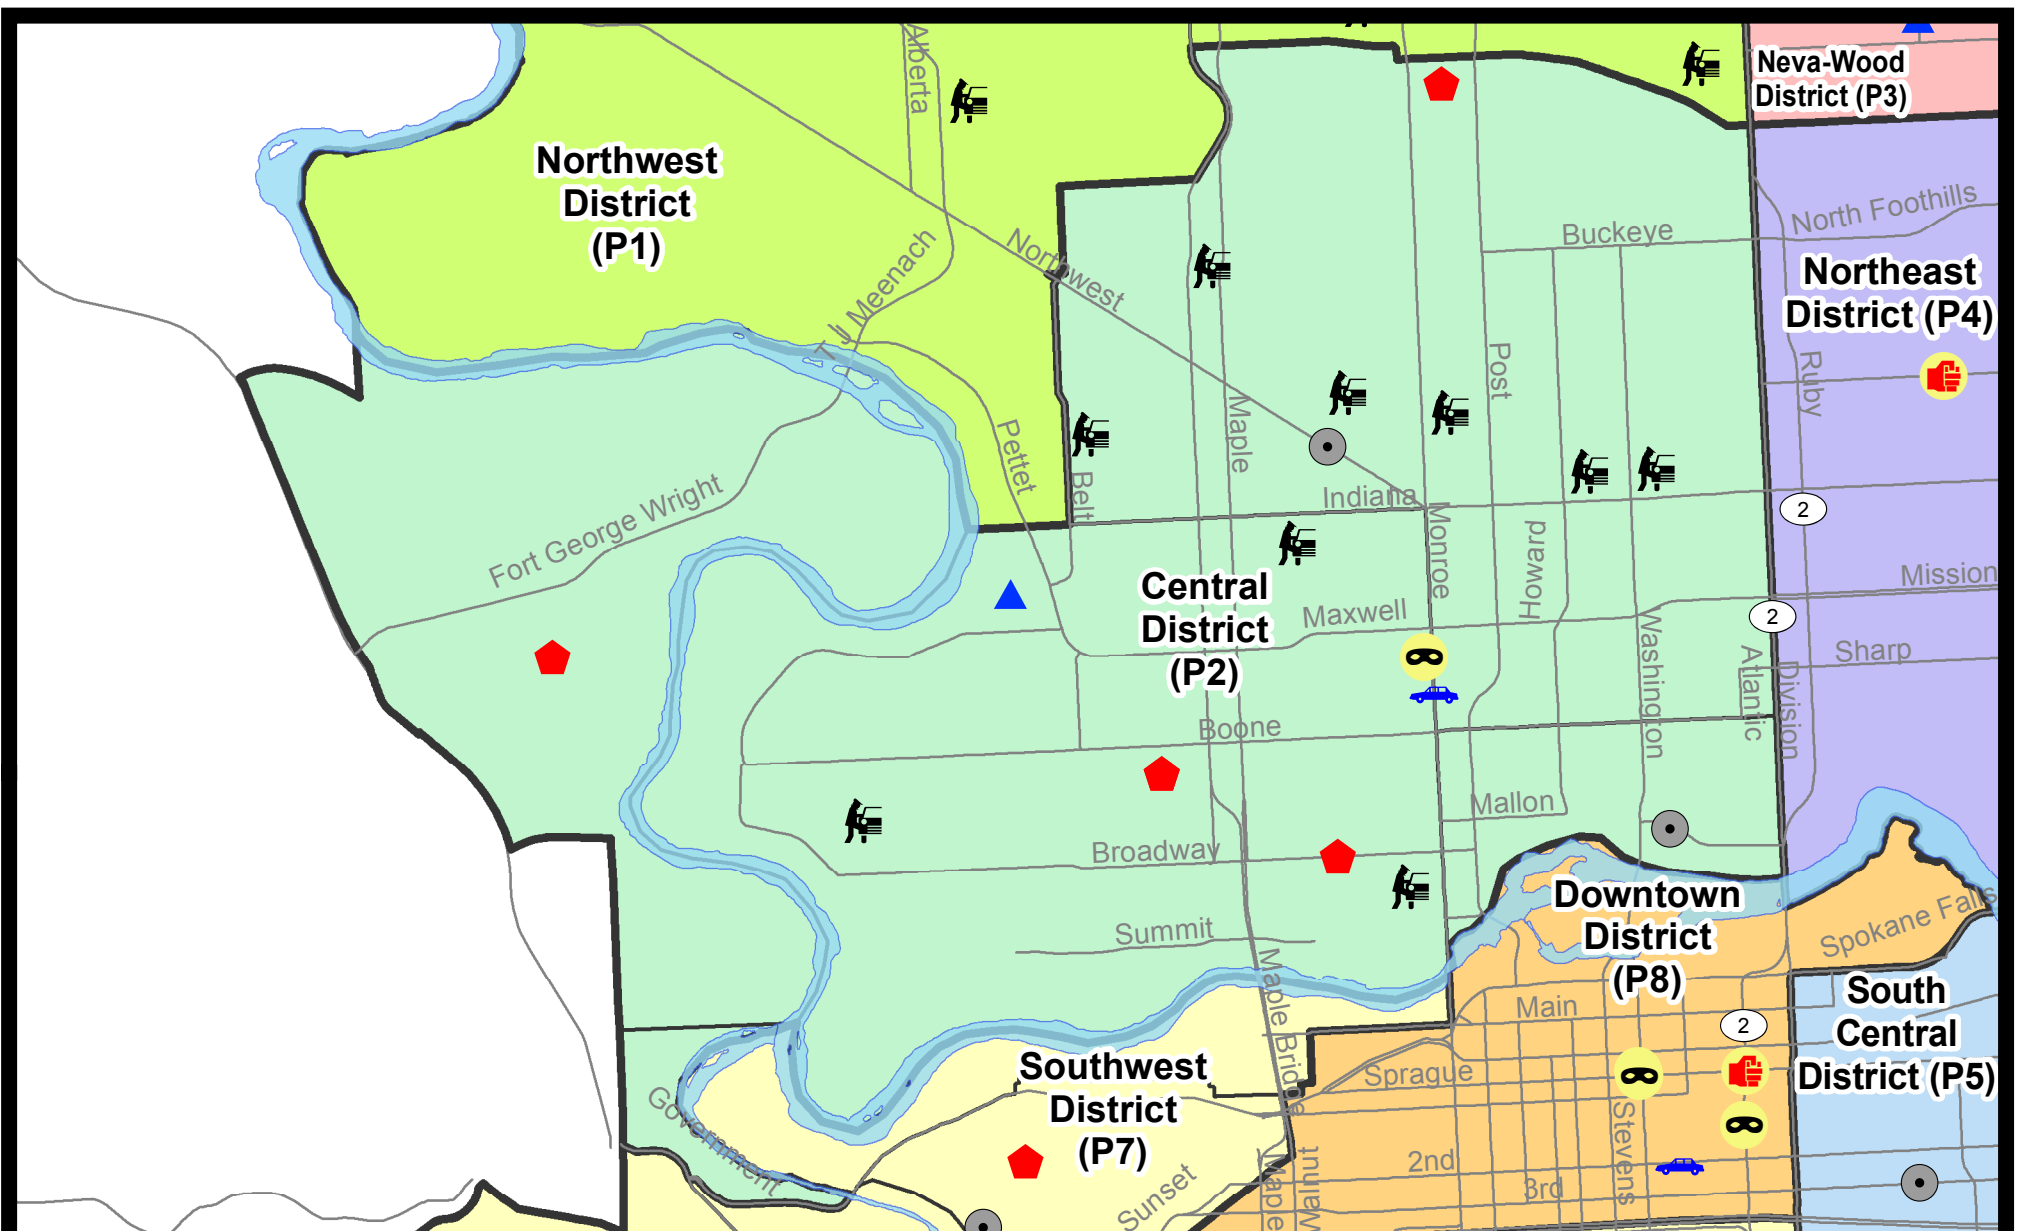 Alberta
Neva-Wood
District (P3)
Northwest
District
(P1)
North Foothills
Buckeye
Northwest
T J Meenach
Northeast
District (P4)
Post
Ruby
Maple
Pettet
Belt
Indiana
Fort George Wright
Monroe
2
Howard
Mission
Central
District
(P2)
Maxwell
2
Washington
Sharp
Atlantic
Division
Boone
Mallon
Broadway
Downtown
District
(P8)
Spokane Falls
Summit
Maple Bridge
South
Central
District (P5)
Main
2
Southwest
District
(P7)
Sprague
Government
Stevens
2nd
3rd
Sunset
Maple
Walnut